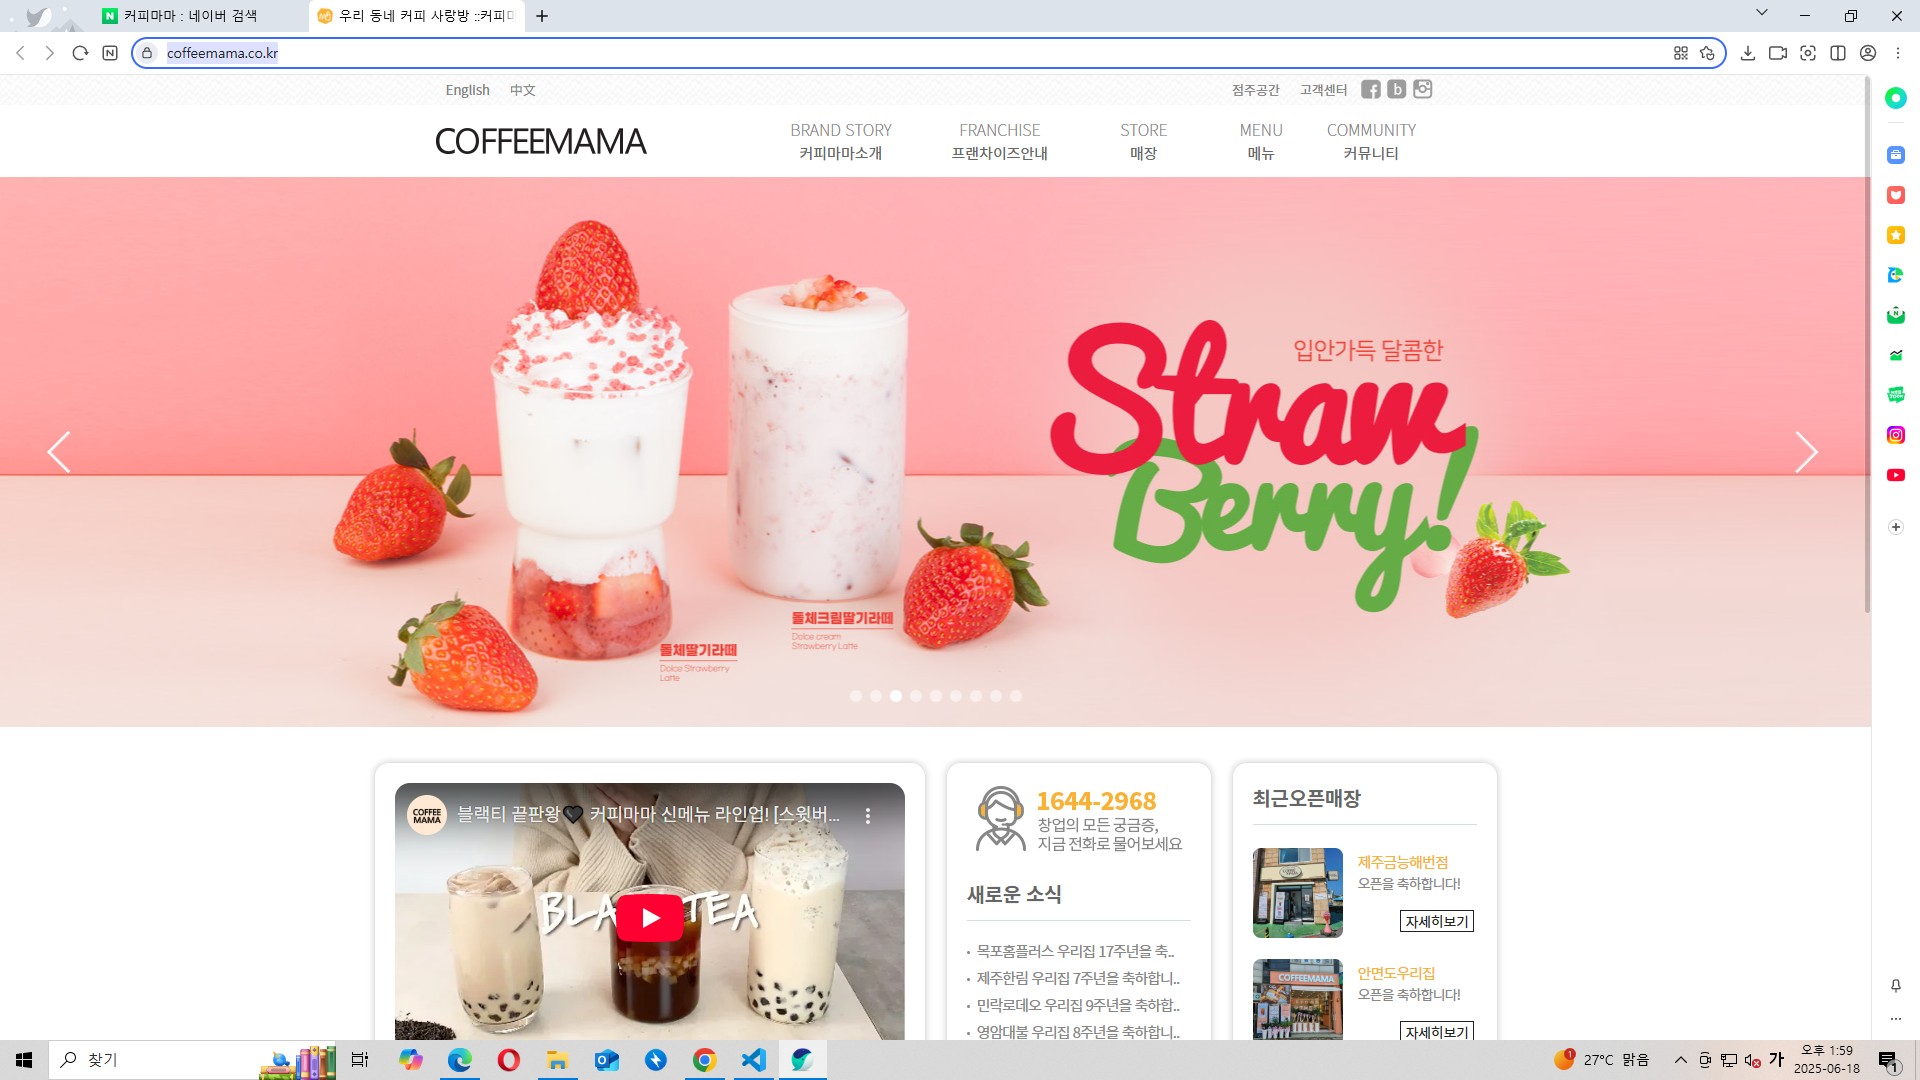 커피마마 : 네이버 검색
우리 동네 커피 사랑방 ::커피마
coffeemama.co.kr
English 中文
점주공간 고객센터
COFFEEMAMA
BRAND STORY FRANCHISE STORE MENU COMMUNITY
커피마마소개 프랜차이즈안내 매장 메뉴 커뮤니티
입안가득 달콤한
Straw
Berry!
돌체크림딸기라떼
Dolce cream
Strawberry Latte
돌체딸기라떼
Dolce Strawberry
Latte
COFFEE
MAMA
블랙티 끝판왕🖤 커피마마 신메뉴 라인업! [스윗버...
1644-2968
창업의 모든 궁금증,
지금 전화로 물어보세요
새로운 소식
· 목포홈플러스 우리집 17주년을 축..
· 제주한림 우리집 7주년을 축하합니..
· 민락로데오 우리집 9주년을 축하합..
· 영암대불 우리집 8주년을 축하합니..
최근오픈매장
제주금능해변점
오픈을 축하합니다!
자세히보기
COFFEEMAMA
안면도우리집
오픈을 축하합니다!
자세히보기
찾기
27°C 맑음
가
오후 1:59
2025-06-18